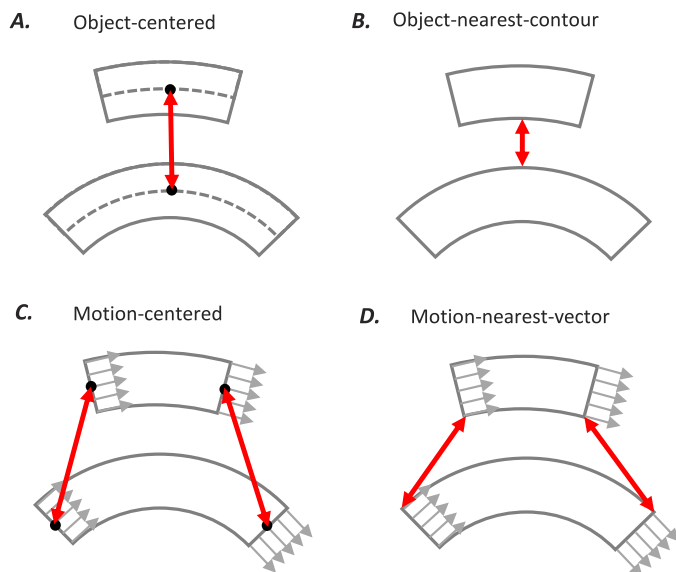 A. Object-centered
B. Object-nearest-contour
C. Motion-centered
D. Motion-nearest-vector